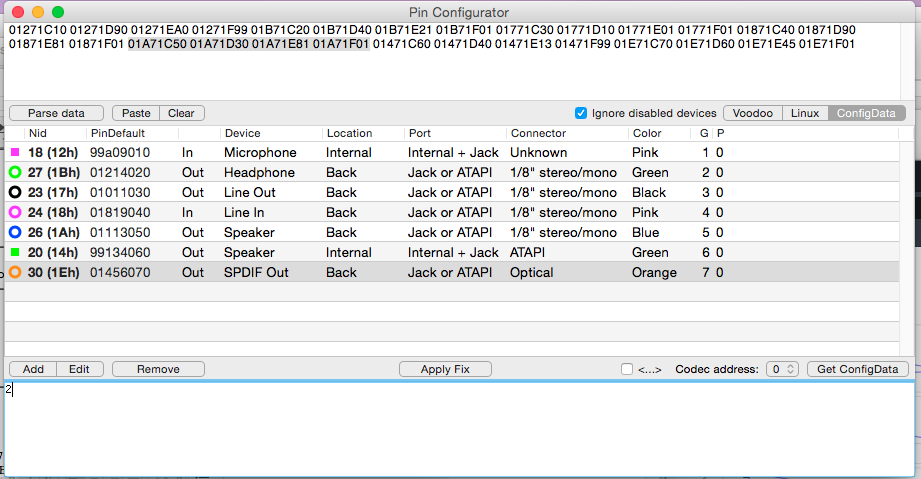 Pin Configurator
01271C10 01271D90 01271EA0 01271F99 01B71C20 01B71D40 01B71E21 01B71F01 01771C30 01771D10 01771E01 01771F01 01871C40 01871D90
01871E81 01871F01 01A71C50 01A71D30 01A71E81 01A71F01 01471C60 01471D40 01471E13 01471F99 01E71C70 01E71D60 01E71E45 01E71F01
Parse data Paste Clear Ignore disabled devices Voodoo Linux ConfigData
Nid PinDefault Device Location Port Connector Color G P
18 (12h) 99a09010 In Microphone Internal Internal + Jack Unknown Pink 1 0
27 (1Bh) 01214020 Out Headphone Back Jack or ATAPI 1/8" stereo/mono Green 2 0
23 (17h) 01011030 Out Line Out Back Jack or ATAPI 1/8" stereo/mono Black 3 0
24 (18h) 01819040 In Line In Back Jack or ATAPI 1/8" stereo/mono Pink 4 0
26 (1Ah) 01113050 Out Speaker Back Jack or ATAPI 1/8" stereo/mono Blue 5 0
20 (14h) 99134060 Out Speaker Internal Internal + Jack ATAPI Green 6 0
30 (1Eh) 01456070 Out SPDIF Out Back Jack or ATAPI Optical Orange 7 0
Add Edit Remove Apply Fix <...> Codec address: 0 Get ConfigData
2